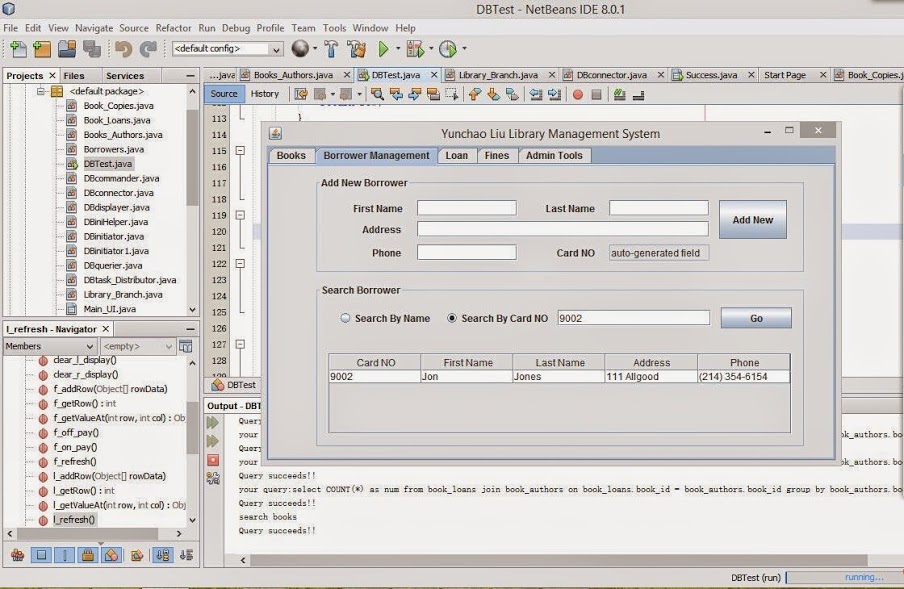 DBTest - NetBeans IDE 8.0.1
File Edit View Navigate Source Refactor Run Debug Profile Team Tools Window Help
<default config>
Projects Files Services
...java Books_Authors.java DBTest.java Library_Branch.java DBconnector.java Success.java Start Page Book_Copies.j
Source History
<default package>
Book_Copies.java
Book_Loans.java
Books_Authors.java
Borrowers.java
DBTest.java
DBcommander.java
DBconnector.java
DBdisplayer.java
DBiniHelper.java
DBinitiator.java
DBinitiator1.java
DBquerier.java
DBtask_Distributor.java
Library_Branch.java
Main_UI.java
113 }
114
115
116
117
118
119
120
121
122
123
124
125
126
127
128
129
Yunchao Liu Library Management System
Books Borrower Management Loan Fines Admin Tools
Add New Borrower
First Name Last Name
Add New
Address
Phone Card NO auto-generated field
Search Borrower
Search By Name Search By Card NO 9002 Go
Card NO First Name Last Name Address Phone
9002 Jon Jones 111 Allgood (214) 354-6154
l_refresh - Navigator
Members <empty>
clear_l_display()
clear_r_display()
f_addRow(Object[] rowData)
f_getRow() : int
f_getValueAt(int row, int col) : Obj
f_off_pay()
f_on_pay()
f_refresh()
l_addRow(Object[] rowData)
l_getRow() : int
l_getValueAt(int row, int col) : Obj
l_refresh()
DBTest
Output - DBT
Query
your ok_authors.bo
Query
your ok_authors.bo
Query succeeds!!
your query:select COUNT(*) as num from book_loans join book_authors on book_loans.book_id = book_authors.book_id group by book_authors.boo
Query succeeds!!
search books
Query succeeds!!
DBTest (run) running...